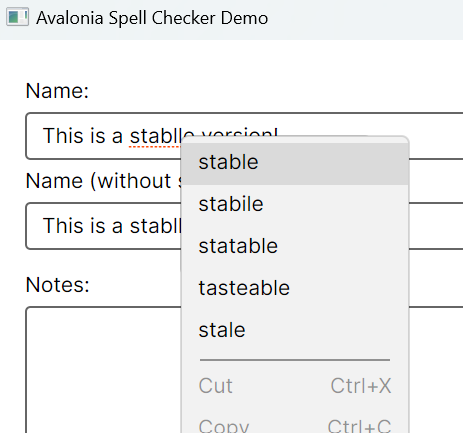 Avalonia Spell Checker Demo
Name:
This is a stablle version!
stable
Name (without
stabile
This is a stabll
statable
tasteable
Notes:
stale
Cut Ctrl+X
Copy Ctrl+C